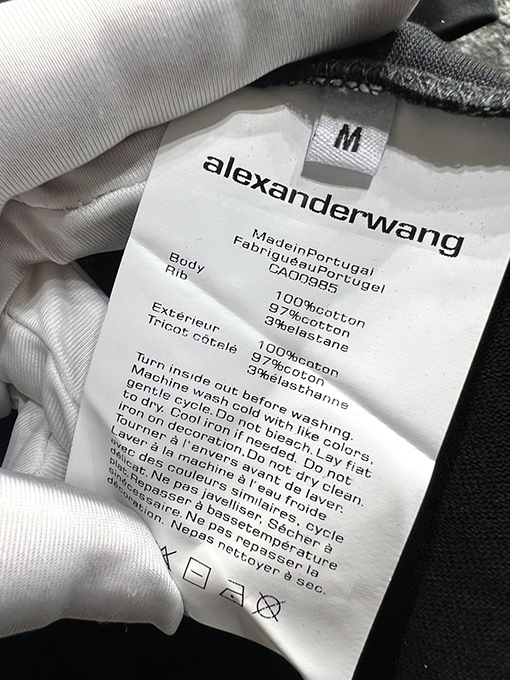 M
alexanderwang
MadeinPortugal
FabriguéauPortugel
CA00985
Body 100%cotton
Rib 97%cotton
3%elastane
Extérieur 100%coton
Tricot côtelé 97%coton
3%élasthanne
Turn inside out before washing.
Machine wash cold with like colors,
gentle cycle. Do not bleach. Lay fiat
to dry. Cool iron if needed. Do not
iron on decoration. Do not dry clean.
Tourner à l'envers avant de laver.
Laver à la machine à l'eau froide
avec des couleurs similaires, cycle
délicat. Ne pas javelliser. Sécher à
plat. Repasser à bassetempérature
sinécessaire. Ne pas repasser la
décoration. Nepas nettoyer à sec.